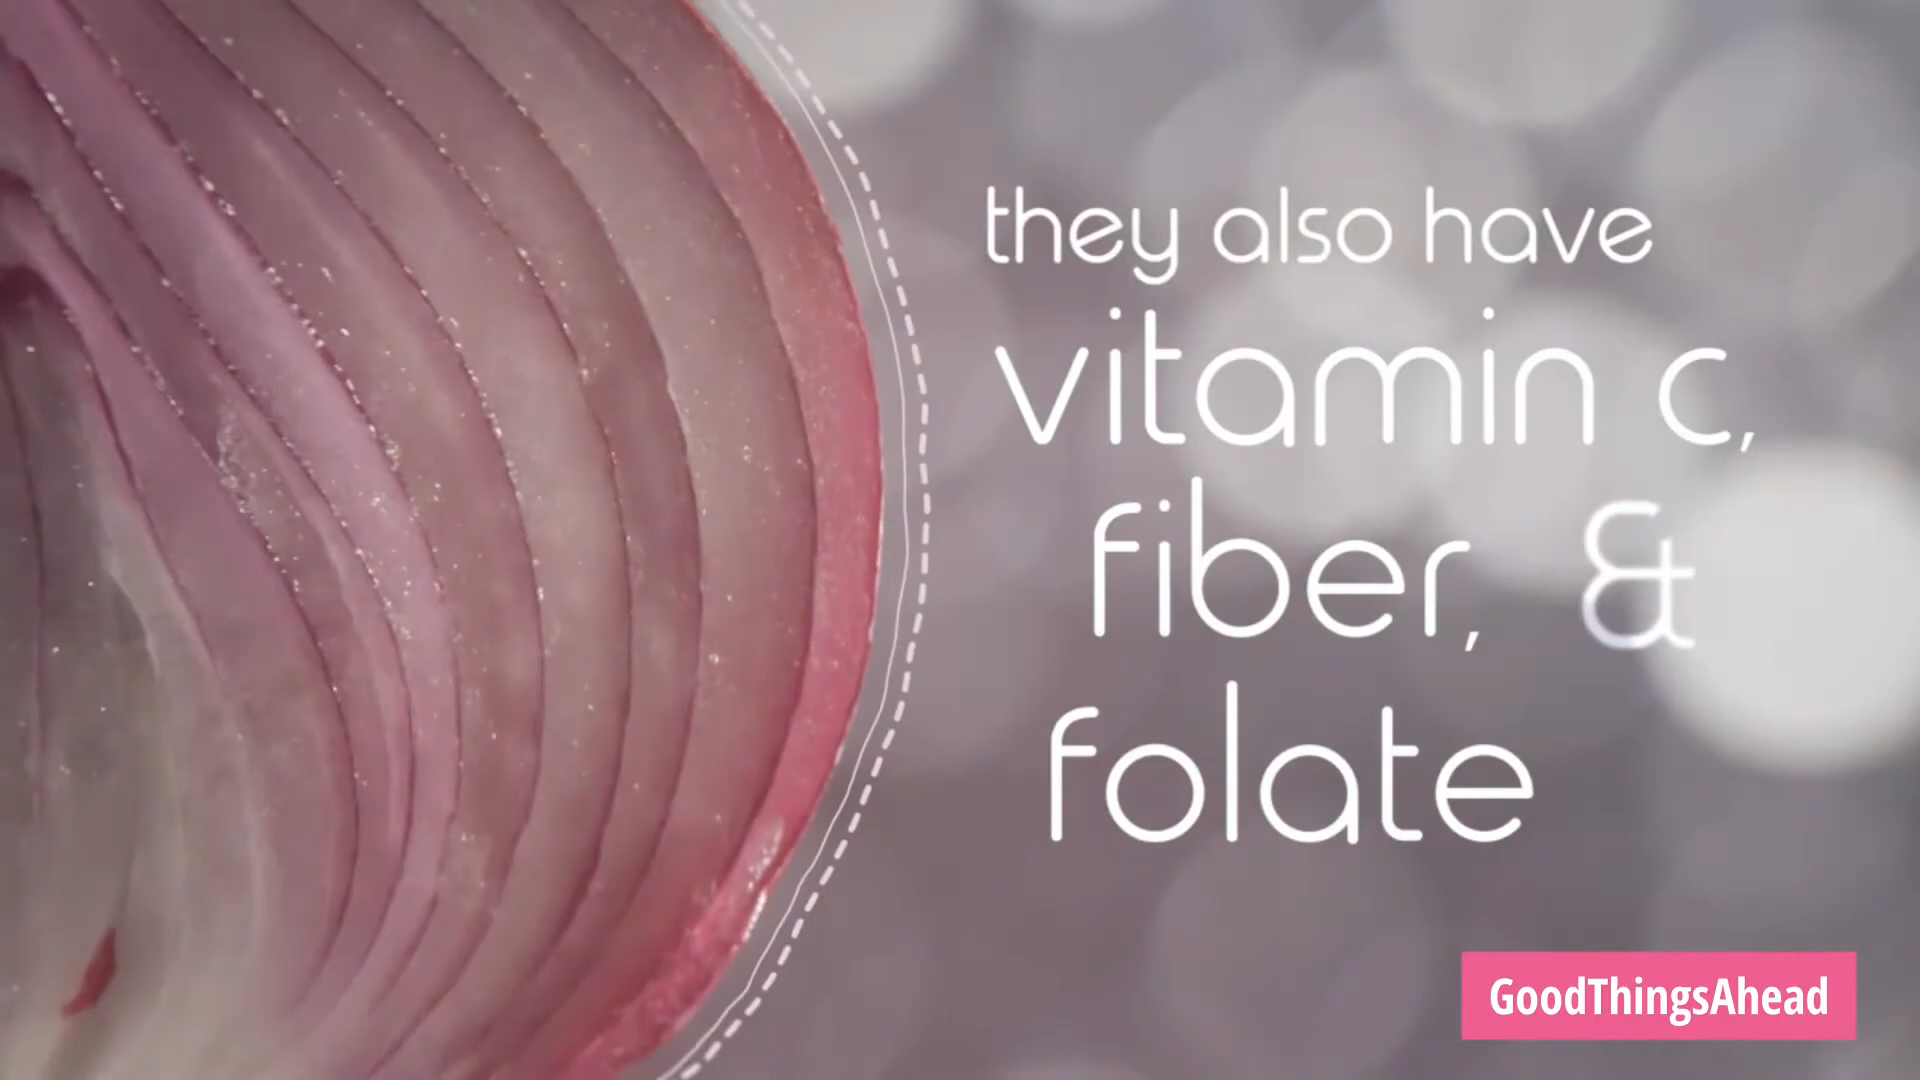 they also have
vitamin c,
fiber, &
folate
GoodThingsAhead